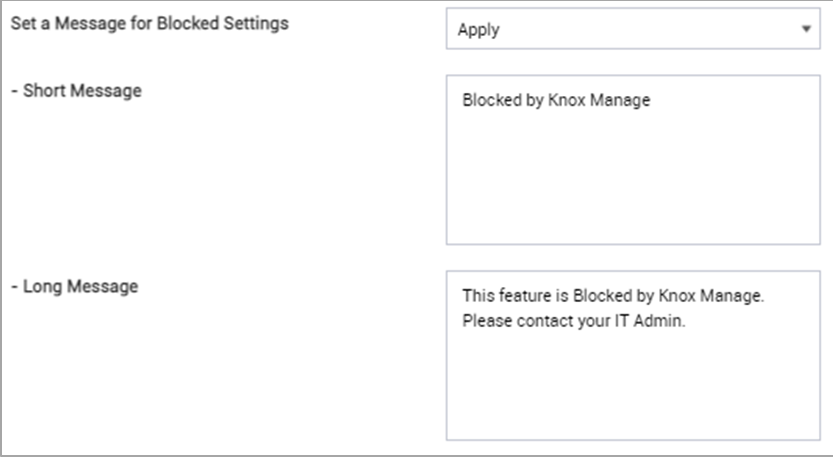 Set a Message for Blocked Settings
Apply
- Short Message
Blocked by Knox Manage
- Long Message
This feature is Blocked by Knox Manage.
Please contact your IT Admin.